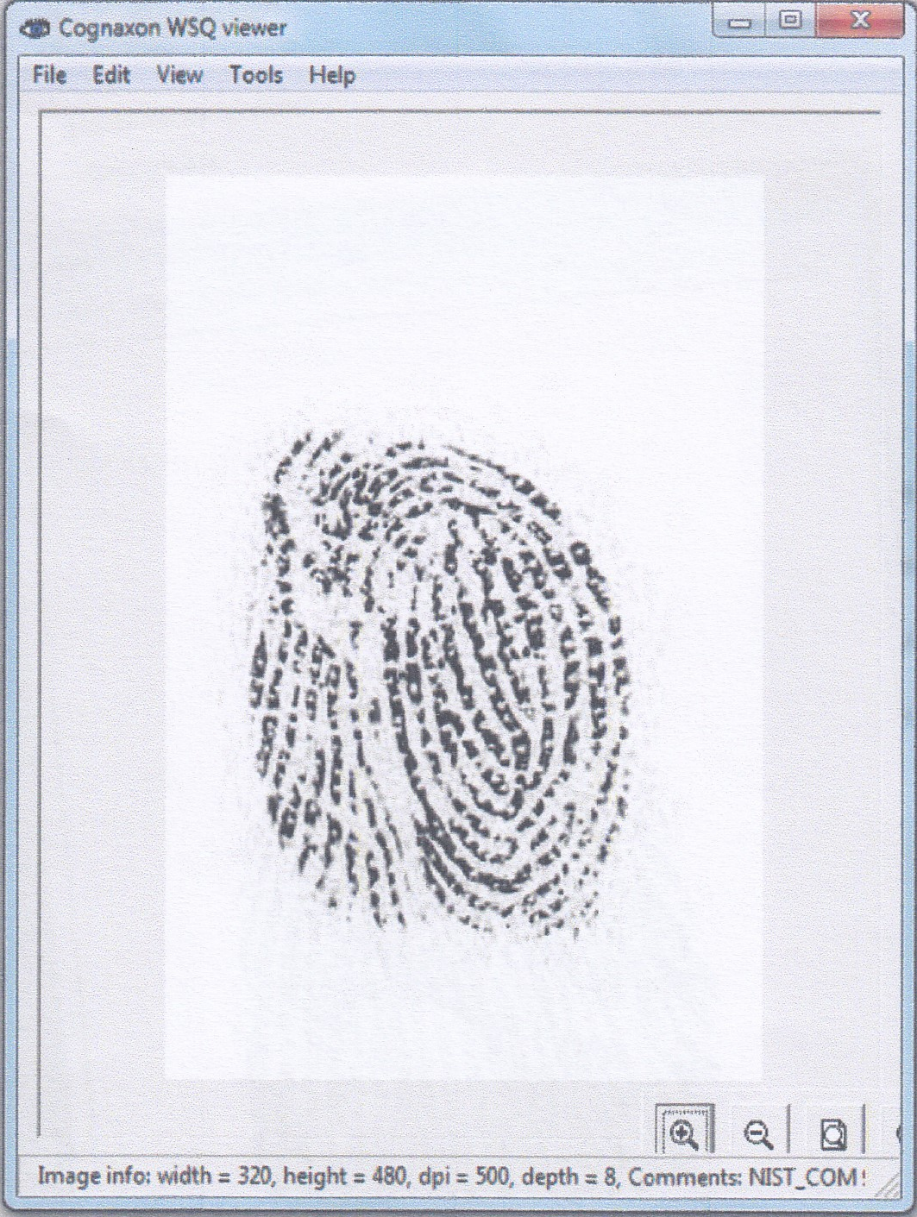 Cognaxon WSQ viewer
File Edit View Tools Help
Image info: width = 320, height = 480, dpi = 500, depth = 8, Comments: NIST_COM